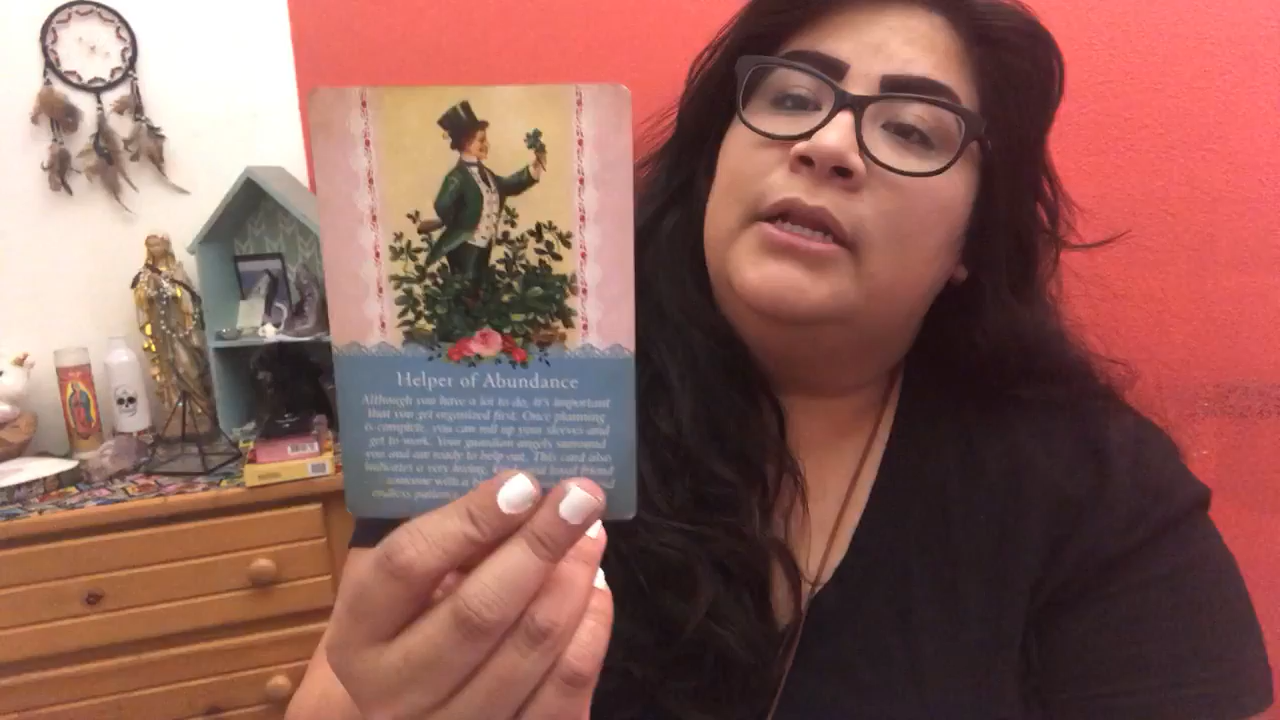 Helper of Abundance
Although you have a lot to do, it's important
that you get organized first. Once planning
is complete, you can roll up your sleeves and
get to work. Your guardian angels surround
you and are ready to help out. This card also
indicates a very loving, loyal friend
someone with a
endless patience